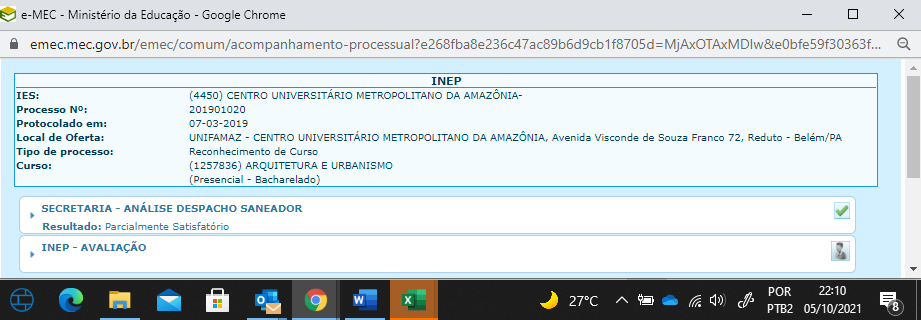 e-MEC - Ministério da Educação - Google Chrome
emec.mec.gov.br/emec/comum/acompanhamento-processual?e268fba8e236c47ac89b6d9cb1f8705d=MjAxOTAxMDIw&e0bfe59f30363f...
INEP
IES: (4450) CENTRO UNIVERSITÁRIO METROPOLITANO DA AMAZÔNIA-
Processo Nº: 201901020
Protocolado em: 07-03-2019
Local de Oferta: UNIFAMAZ - CENTRO UNIVERSITÁRIO METROPOLITANO DA AMAZÔNIA, Avenida Visconde de Souza Franco 72, Reduto - Belém/PA
Tipo de processo: Reconhecimento de Curso
Curso: (1257836) ARQUITETURA E URBANISMO
(Presencial - Bacharelado)
SECRETARIA - ANÁLISE DESPACHO SANEADOR
Resultado: Parcialmente Satisfatório
INEP - AVALIAÇÃO
27°C
POR
PTB2
22:10
05/10/2021
8